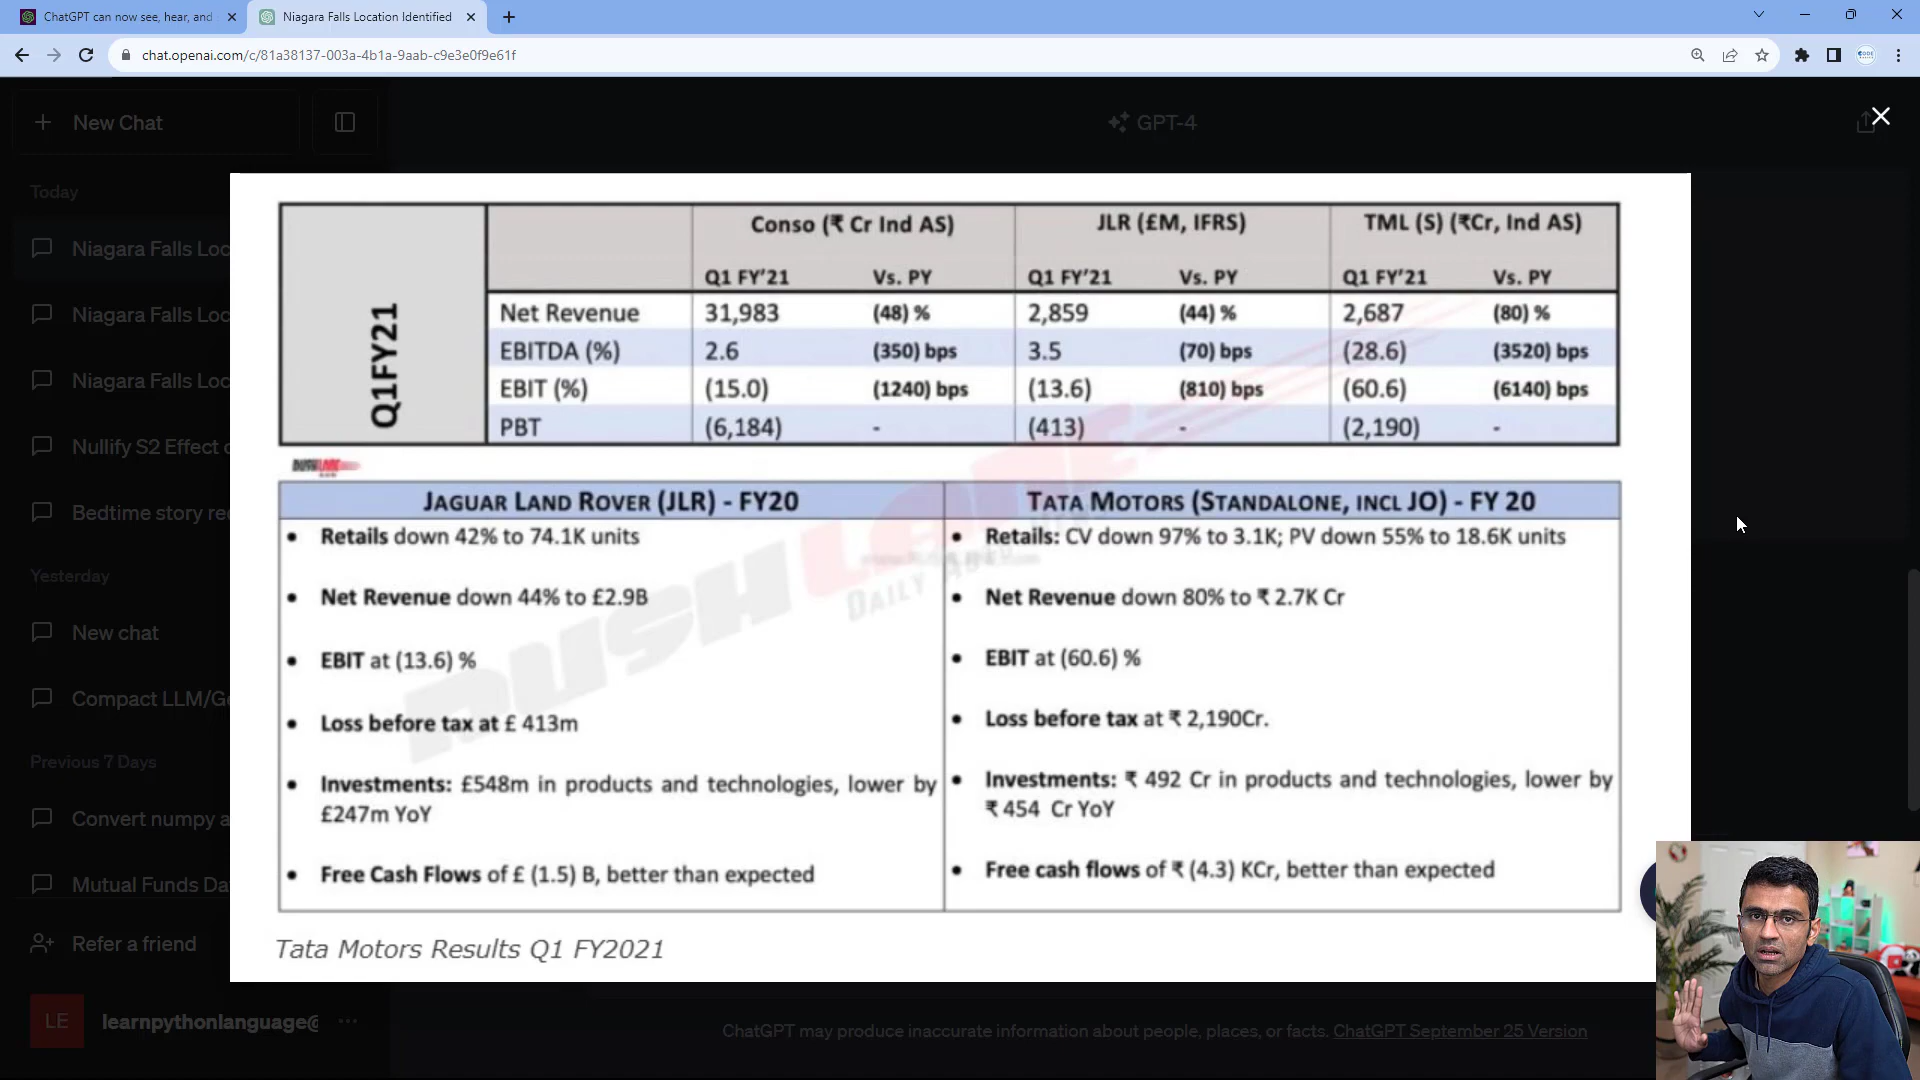 ChatGPT can now see, hear, and
Niagara Falls Location Identified
chat.openai.com/c/81a38137-003a-4b1a-9aab-c9e3e0f9e61f
New Chat
GPT-4
Today
Niagara Falls Loc
Niagara Falls Loc
Niagara Falls Loc
Nullify S2 Effect
Bedtime story re
Yesterday
New chat
Compact LLM/Ge
Previous 7 Days
Convert numpy a
Mutual Funds Da
Refer a friend
LE learnpythonlanguage@
Q1FY21
Conso (₹ Cr Ind AS) JLR (£M, IFRS) TML (S) (₹Cr, Ind AS)
Q1 FY'21 Vs. PY Q1 FY'21 Vs. PY Q1 FY'21 Vs. PY
Net Revenue 31,983 (48) % 2,859 (44) % 2,687 (80) %
EBITDA (%) 2.6 (350) bps 3.5 (70) bps (28.6) (3520) bps
EBIT (%) (15.0) (1240) bps (13.6) (810) bps (60.6) (6140) bps
PBT (6,184) - (413) - (2,190) -
RUSHLANE
JAGUAR LAND ROVER (JLR) - FY20
• Retails down 42% to 74.1K units
• Net Revenue down 44% to £2.9B
• EBIT at (13.6) %
• Loss before tax at £ 413m
• Investments: £548m in products and technologies, lower by
£247m YoY
• Free Cash Flows of £ (1.5) B, better than expected
TATA MOTORS (STANDALONE, INCL JO) - FY 20
• Retails: CV down 97% to 3.1K; PV down 55% to 18.6K units
• Net Revenue down 80% to ₹ 2.7K Cr
• EBIT at (60.6) %
• Loss before tax at ₹ 2,190Cr.
• Investments: ₹ 492 Cr in products and technologies, lower by
₹ 454 Cr YoY
• Free cash flows of ₹ (4.3) KCr, better than expected
RUSH LANE
DAILY
Tata Motors Results Q1 FY2021
ChatGPT may produce inaccurate information about people, places, or facts. ChatGPT September 25 Version